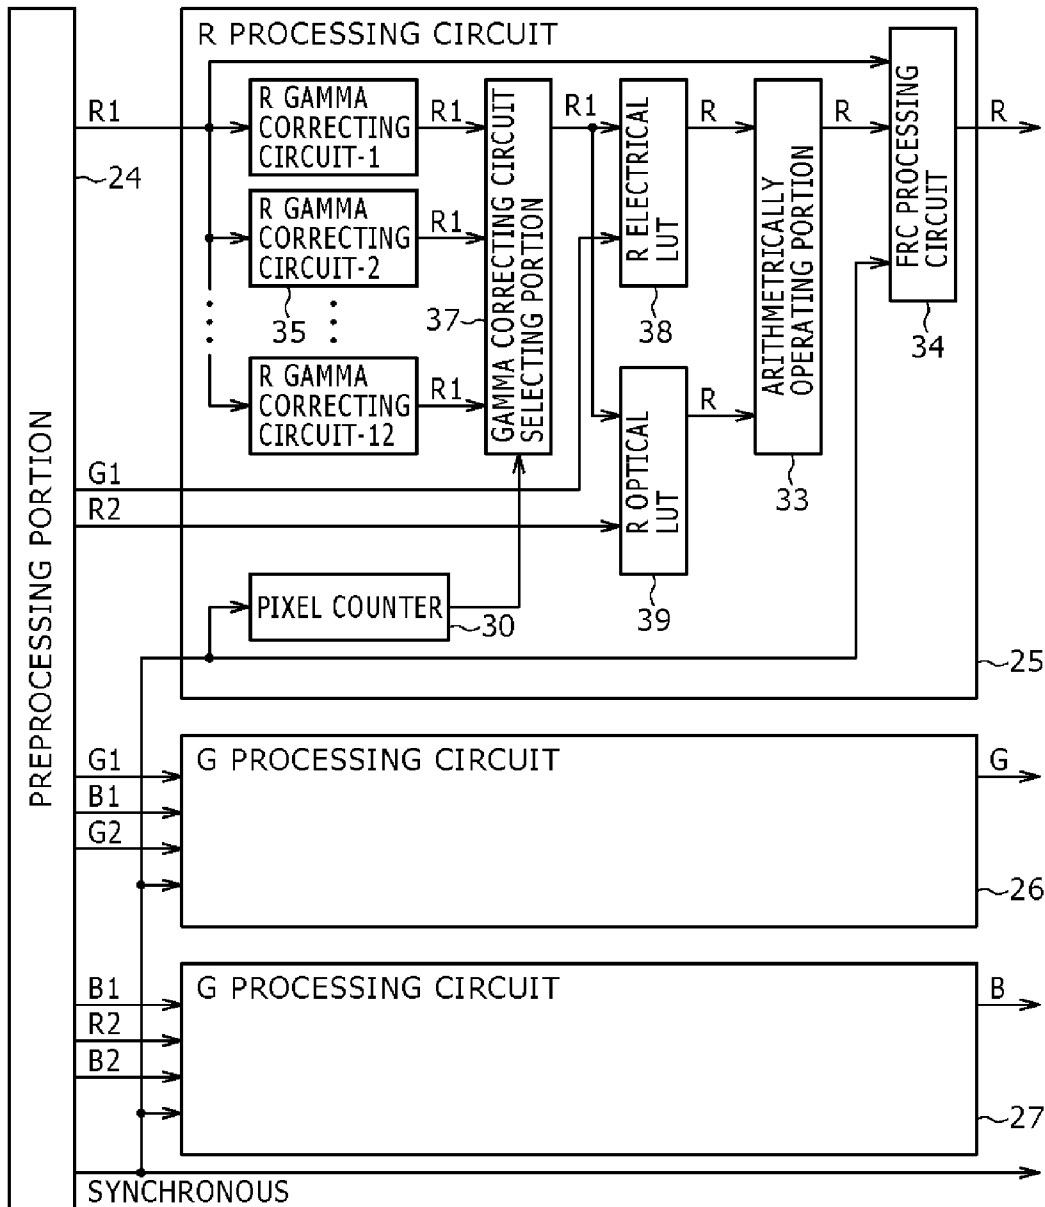 R PROCESSING CIRCUIT
R1
24
R GAMMA
CORRECTING
CIRCUIT-1
R1
R GAMMA
CORRECTING
CIRCUIT-2
R1
35
R GAMMA
CORRECTING
CIRCUIT-12
R1
37
GAMMA CORRECTING CIRCUIT
SELECTING PORTION
R1
R ELECTRICAL
LUT
38
R
R OPTICAL
LUT
39
R
ARITHMETRICALLY
OPERATING PORTION
33
R
FRC PROCESSING
CIRCUIT
34
R
G1
R2
PIXEL COUNTER
30
25
PREPROCESSING PORTION
G PROCESSING CIRCUIT
G1
B1
G2
G
26
G PROCESSING CIRCUIT
B1
R2
B2
B
27
SYNCHRONOUS